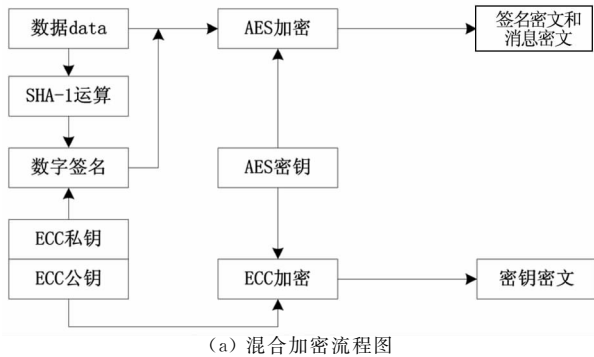 数据data
AES加密
签名密文和
消息密文
SHA-1运算
数字签名
AES密钥
ECC私钥
ECC公钥
ECC加密
密钥密文
(a)混合加密流程图